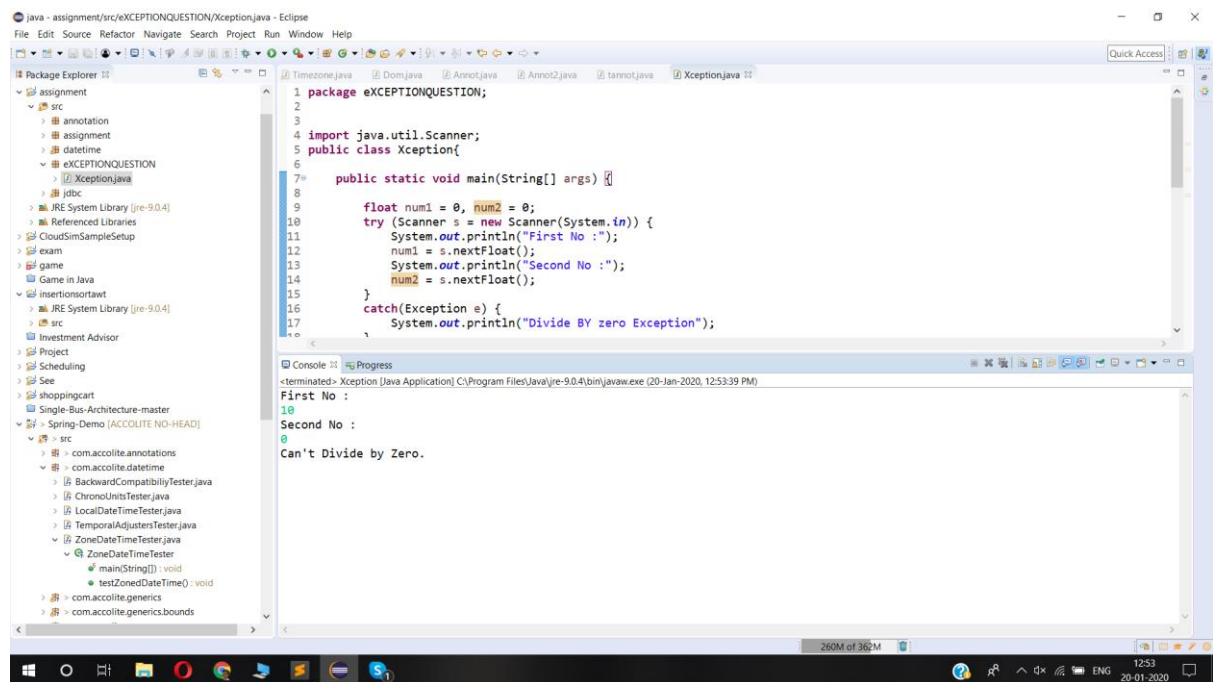 java - assignment/src/eXCEPTIONQUESTION/Xception.java - Eclipse
File Edit Source Refactor Navigate Search Project Run Window Help
Quick Access
Package Explorer
assignment
src
annotation
assignment
datetime
eXCEPTIONQUESTION
Xception.java
jdbc
JRE System Library [jre-9.0.4]
Referenced Libraries
CloudSimSampleSetup
exam
game
Game in Java
insertionsortawt
JRE System Library [jre-9.0.4]
src
Investment Advisor
Project
Scheduling
See
shoppingcart
Single-Bus-Architecture-master
> Spring-Demo [ACCOLITE NO-HEAD]
> src
> com.accolite.annotations
> com.accolite.datetime
BackwardCompatibiliyTester.java
ChronoUnitsTester.java
LocalDateTimeTester.java
TemporalAdjustersTester.java
ZoneDateTimeTester.java
ZoneDateTimeTester
main(String[]) : void
testZonedDateTime() : void
> com.accolite.generics
> com.accolite.generics.bounds
Timezone.java Dom.java Annot.java Annot2.java tannot.java Xception.java
1 package eXCEPTIONQUESTION;
2
3
4 import java.util.Scanner;
5 public class Xception{
6
7 public static void main(String[] args) {
8
9 float num1 = 0, num2 = 0;
10 try (Scanner s = new Scanner(System.in)) {
11 System.out.println("First No :");
12 num1 = s.nextFloat();
13 System.out.println("Second No :");
14 num2 = s.nextFloat();
15 }
16 catch(Exception e) {
17 System.out.println("Divide BY zero Exception");
18 }
Console Progress
<terminated> Xception [Java Application] C:\Program Files\Java\jre-9.0.4\bin\javaw.exe (20-Jan-2020, 12:53:39 PM)
First No :
10
Second No :
0
Can't Divide by Zero.
260M of 362M
ENG
12:53
20-01-2020